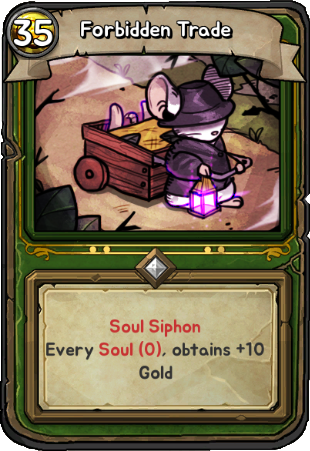 35
Forbidden Trade
Soul Siphon
Every Soul (0), obtains +10
Gold